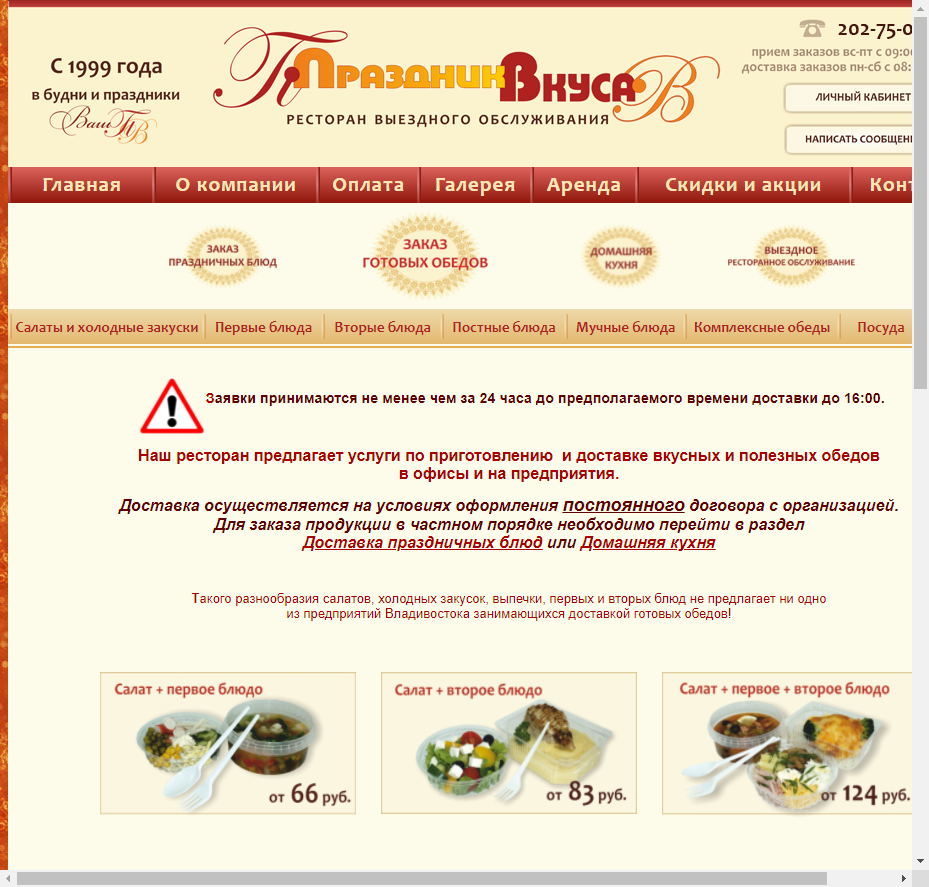 202-75-0
С 1999 года
в будни и праздники
Ваш ПВ
П Праздник Вкуса В
РЕСТОРАН ВЫЕЗДНОГО ОБСЛУЖИВАНИЯ
прием заказов вс-пт с 09:0
доставка заказов пн-сб с 08:
ЛИЧНЫЙ КАБИНЕТ
НАПИСАТЬ СООБЩЕН
Главная О компании Оплата Галерея Аренда Скидки и акции Конт
ЗАКАЗ
ПРАЗДНИЧНЫХ БЛЮД
ЗАКАЗ
ГОТОВЫХ ОБЕДОВ
ДОМАШНЯЯ
КУХНЯ
ВЫЕЗДНОЕ
РЕСТОРАННОЕ ОБСЛУЖИВАНИЕ
Салаты и холодные закуски Первые блюда Вторые блюда Постные блюда Мучные блюда Комплексные обеды Посуда
Заявки принимаются не менее чем за 24 часа до предполагаемого времени доставки до 16:00.
Наш ресторан предлагает услуги по приготовлению и доставке вкусных и полезных обедов
в офисы и на предприятия.
Доставка осуществляется на условиях оформления постоянного договора с организацией.
Для заказа продукции в частном порядке необходимо перейти в раздел
Доставка праздничных блюд или Домашняя кухня
Такого разнообразия салатов, холодных закусок, выпечки, первых и вторых блюд не предлагает ни одно
из предприятий Владивостока занимающихся доставкой готовых обедов!
Салат + первое блюдо
от 66 руб.
Салат + второе блюдо
от 83 руб.
Салат + первое + второе блюдо
от 124 руб.